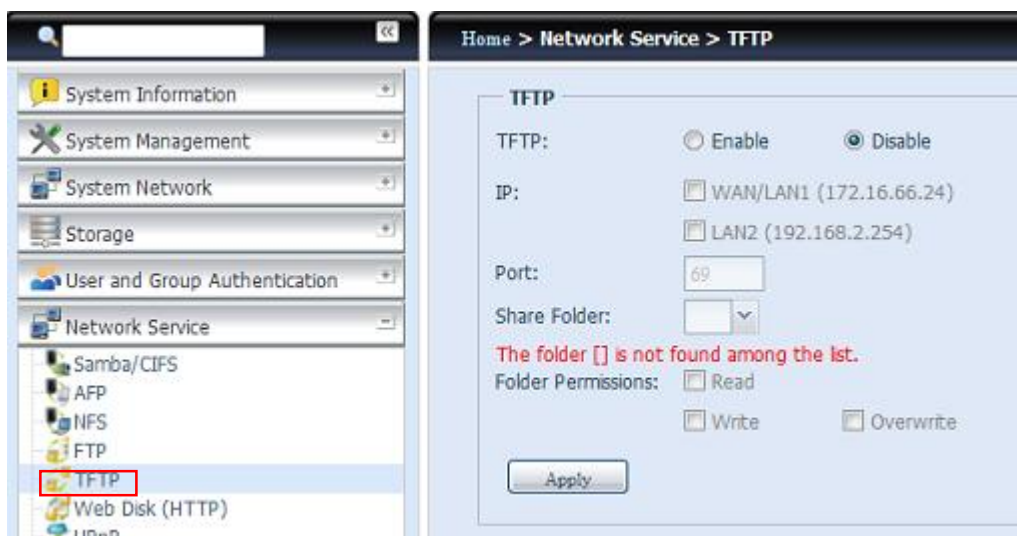 Home > Network Service > TFTP
System Information
System Management
System Network
Storage
User and Group Authentication
Network Service
Samba/CIFS
AFP
NFS
FTP
TFTP
Web Disk (HTTP)
UPnP
TFTP
TFTP: Enable Disable
IP: WAN/LAN1 (172.16.66.24)
LAN2 (192.168.2.254)
Port: 69
Share Folder:
The folder [] is not found among the list.
Folder Permissions: Read
Write Overwrite
Apply